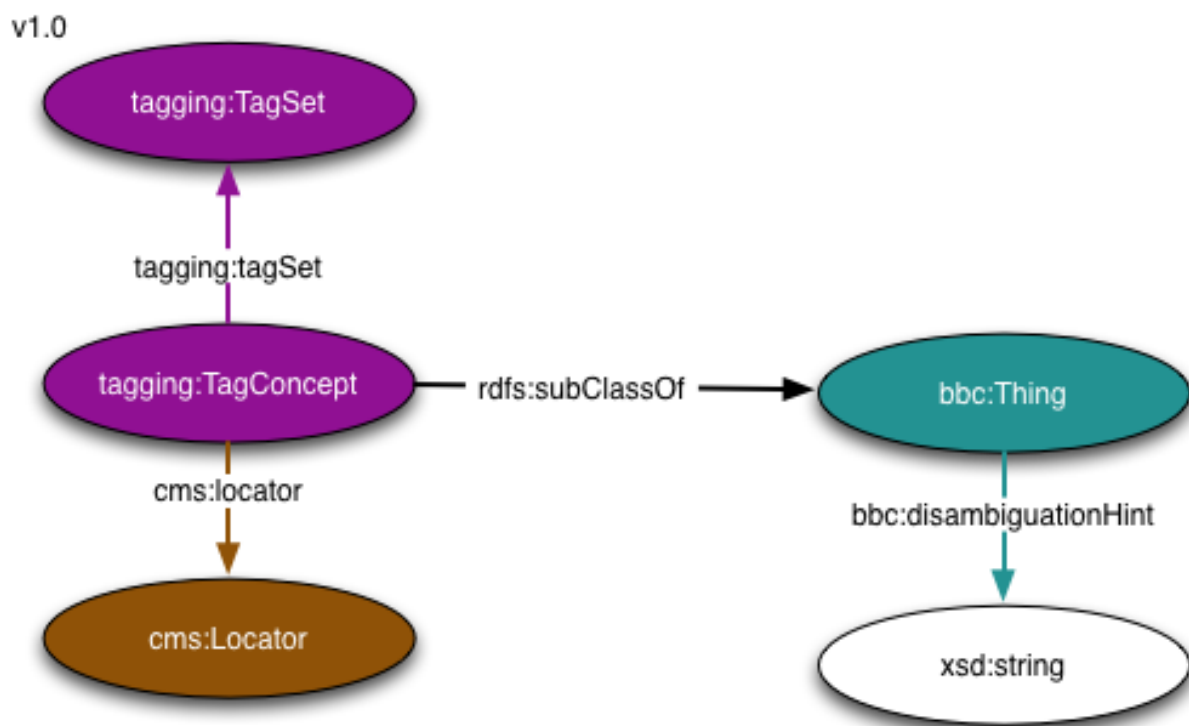 v1.0
tagging:TagSet
tagging:tagSet
tagging:TagConcept
rdfs:subClassOf
bbc:Thing
cms:locator
bbc:disambiguationHint
cms:Locator
xsd:string